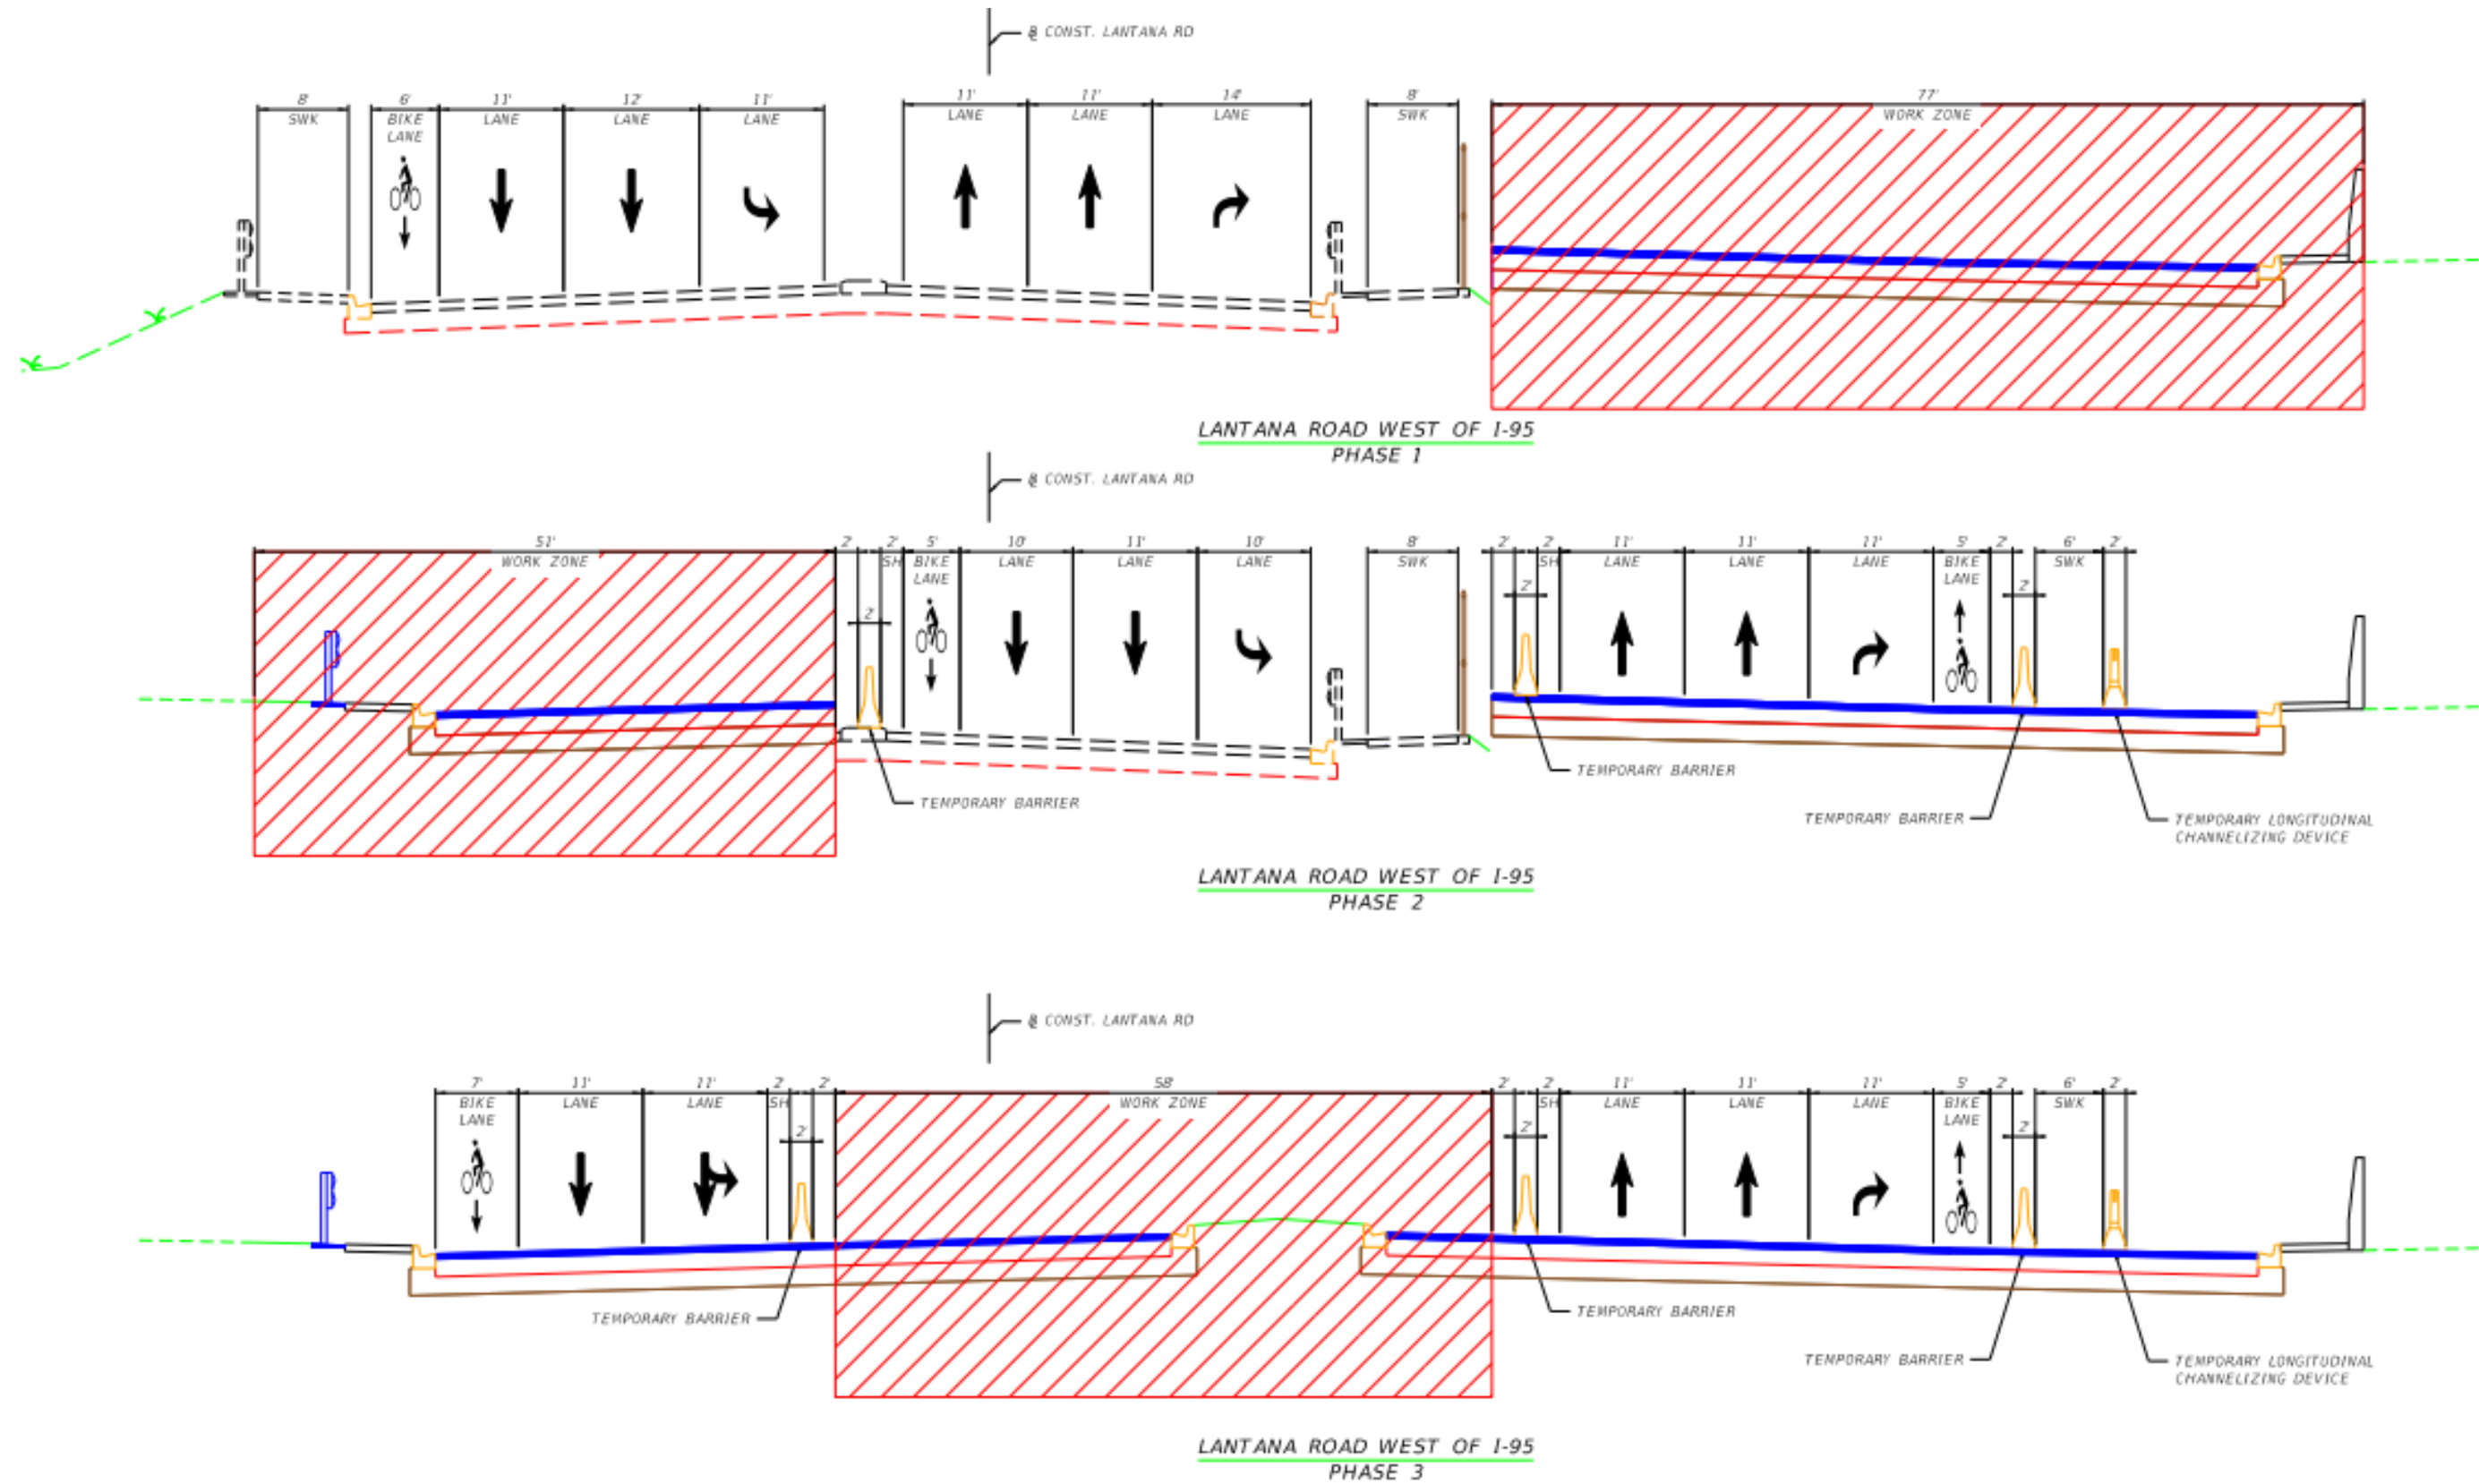 ℄ CONST. LANTANA RD
8' 6' 11' 12' 11' 11' 11' 14' 8' 77'
SWK BIKE LANE LANE LANE LANE LANE LANE LANE SWK WORK ZONE
LANTANA ROAD WEST OF I-95
PHASE 1
℄ CONST. LANTANA RD
51' 2' 2' 5' 10' 11' 10' 8' 2' 2' 11' 11' 11' 5' 2' 6' 2'
WORK ZONE SH BIKE LANE LANE LANE LANE SWK SH LANE LANE LANE BIKE LANE SWK
2' 2' 2'
TEMPORARY BARRIER
TEMPORARY BARRIER
TEMPORARY BARRIER
TEMPORARY LONGITUDINAL
CHANNELIZING DEVICE
LANTANA ROAD WEST OF I-95
PHASE 2
℄ CONST. LANTANA RD
7' 11' 11' 2' 2' 58' 2' 2' 11' 11' 11' 5' 2' 6' 2'
BIKE LANE LANE LANE SH WORK ZONE SH LANE LANE LANE BIKE LANE SWK
2' 2' 2'
TEMPORARY BARRIER
TEMPORARY BARRIER
TEMPORARY BARRIER
TEMPORARY LONGITUDINAL
CHANNELIZING DEVICE
LANTANA ROAD WEST OF I-95
PHASE 3